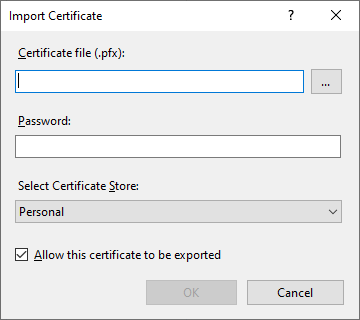 Import Certificate
?
Certificate file (.pfx):
...
Password:
Select Certificate Store:
Personal
Allow this certificate to be exported
OK
Cancel